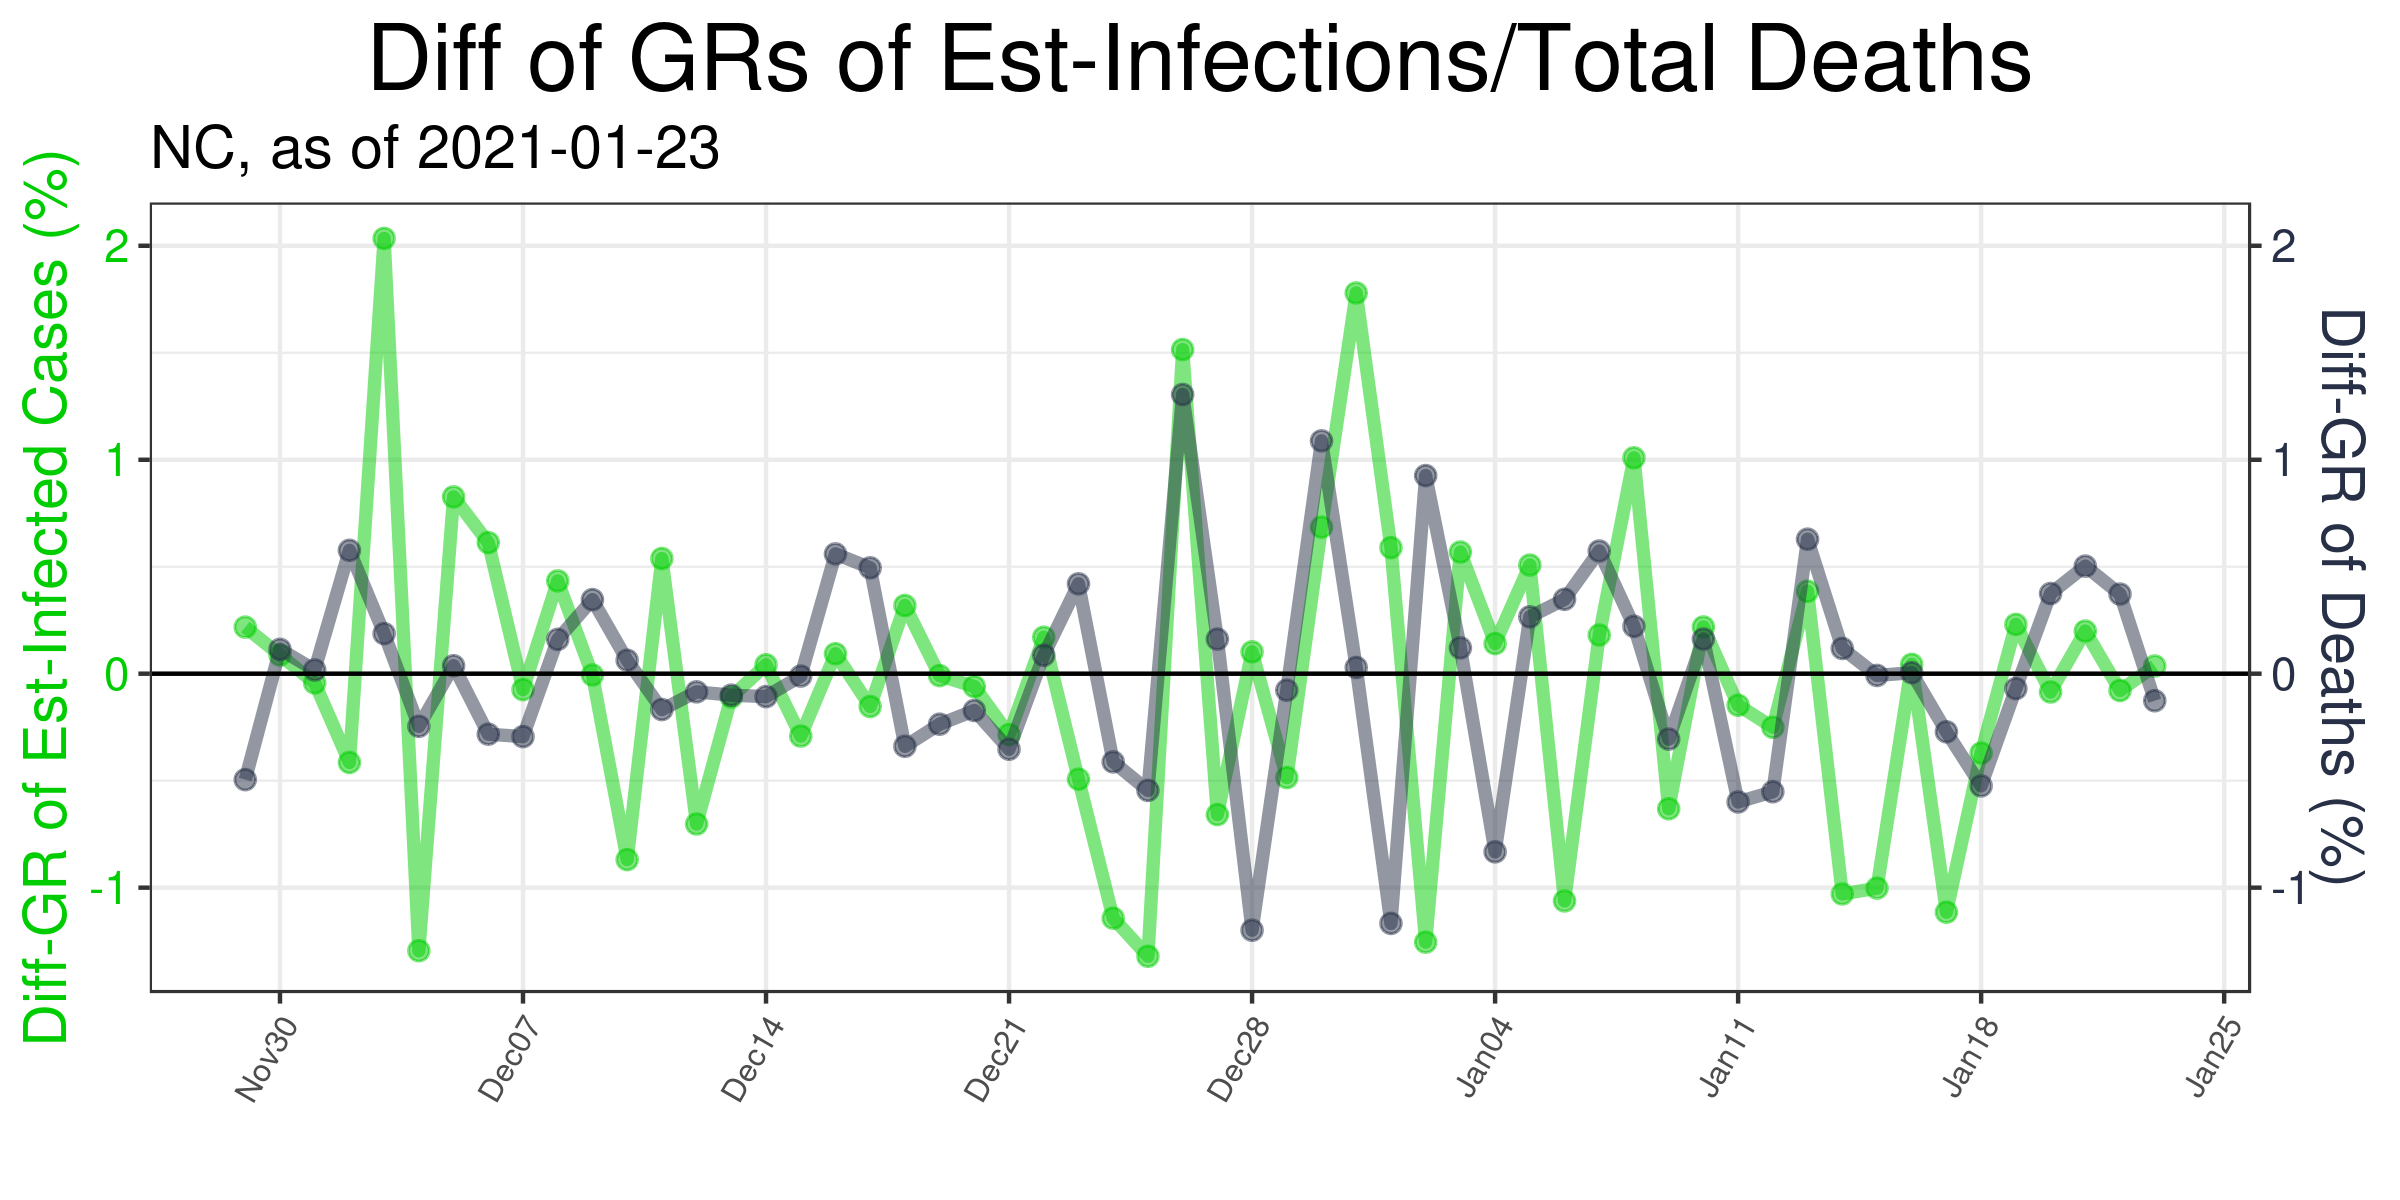 Diff of GRs of Est-Infections/Total Deaths
NC, as of 2021-01-23
Diff-GR of Est-Infected Cases (%)
2
1
0
-1
2
1
0
-1
Diff-GR of Deaths (%)
Nov30
Dec07
Dec14
Dec21
Dec28
Jan04
Jan11
Jan18
Jan25